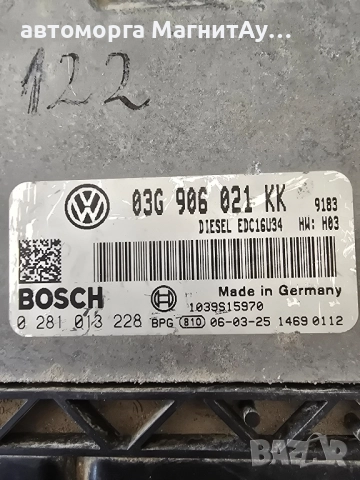 автоморга МагнитАу...
122
03G 906 021 KK 9183
DIESEL EDC16U34 HW: H03
BOSCH
Made in Germany
1039S15970
0 281 013 228 BPG 810 06-03-25 1469 0112
BAZAR